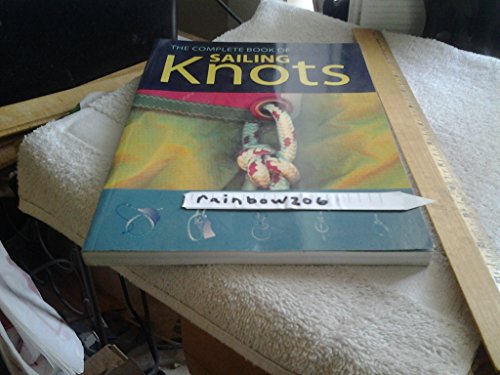 THE COMPLETE BOOK OF
SAILING
Knots
rainbow206